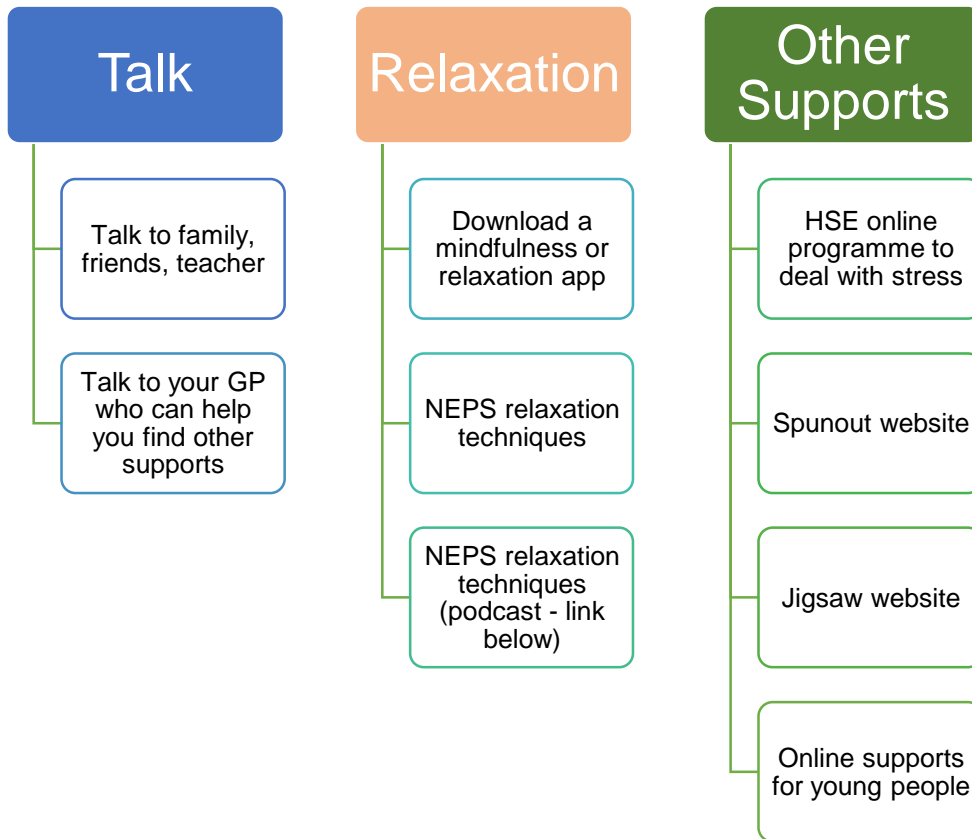 Talk
Talk to family,
friends, teacher
Talk to your GP
who can help
you find other
supports
Relaxation
Download a
mindfulness or
relaxation app
NEPS relaxation
techniques
NEPS relaxation
techniques
(podcast - link
below)
Other
Supports
HSE online
programme to
deal with stress
Spunout website
Jigsaw website
Online supports
for young people